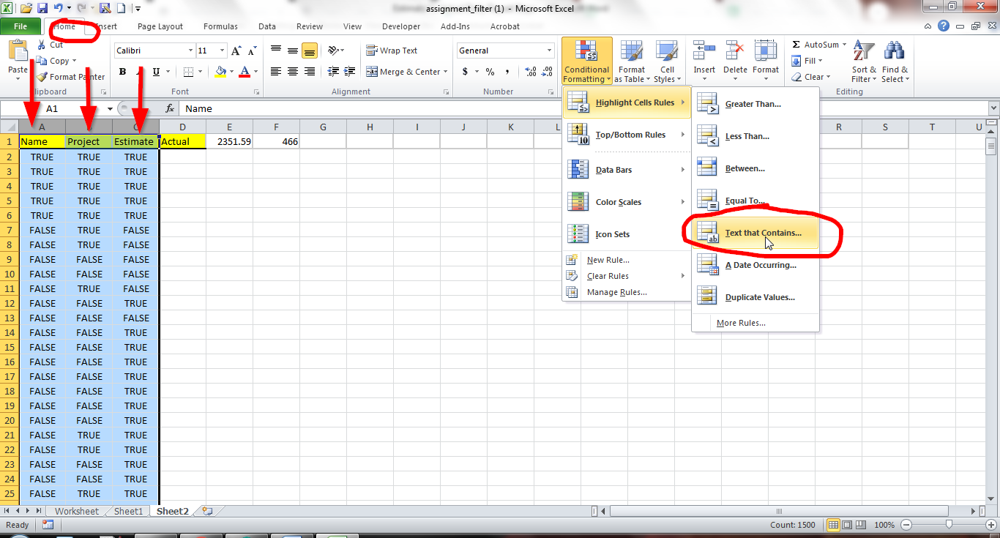 assignment_filter (1) - Microsoft Excel
File Home Insert Page Layout Formulas Data Review View Developer Add-Ins Acrobat
Paste
Cut
Copy
Format Painter
Clipboard
Calibri 11
B I U A
Font
Wrap Text
Merge & Center
Alignment
General
$ % ,
Number
Conditional Formatting
Format as Table
Cell Styles
Insert Delete Format
Σ AutoSum
Fill
Clear
Sort & Filter
Find & Select
Editing
A1 fx Name
Highlight Cells Rules
Top/Bottom Rules
Data Bars
Color Scales
Icon Sets
New Rule...
Clear Rules
Manage Rules...
Greater Than...
Less Than...
Between...
Equal To...
Text that Contains...
A Date Occurring...
Duplicate Values...
More Rules...
A C D E F G H I J K L R S T U
1 Name Project Estimate Actual 2351.59 466
2 TRUE TRUE TRUE
3 TRUE TRUE TRUE
4 TRUE TRUE TRUE
5 TRUE TRUE TRUE
6 TRUE TRUE TRUE
7 FALSE TRUE FALSE
8 FALSE TRUE FALSE
9 FALSE FALSE FALSE
10 FALSE FALSE FALSE
11 FALSE TRUE FALSE
12 FALSE FALSE FALSE
13 FALSE FALSE FALSE
14 FALSE FALSE TRUE
15 FALSE FALSE TRUE
16 FALSE FALSE TRUE
17 FALSE FALSE TRUE
18 FALSE FALSE TRUE
19 FALSE FALSE TRUE
20 FALSE FALSE TRUE
21 FALSE TRUE TRUE
22 FALSE TRUE TRUE
23 FALSE FALSE TRUE
24 FALSE FALSE TRUE
25 FALSE TRUE TRUE
Worksheet Sheet1 Sheet2
Ready Count: 1500 100%